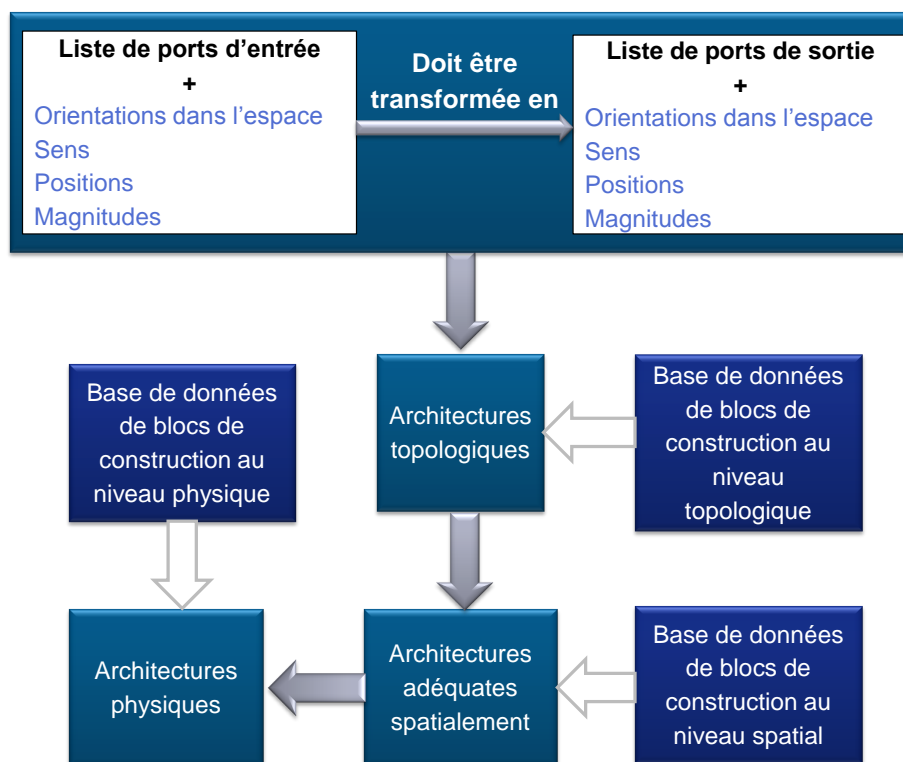 Liste de ports d’entrée
+
Orientations dans l’espace
Sens
Positions
Magnitudes
Doit être
transformée en
Liste de ports de sortie
+
Orientations dans l’espace
Sens
Positions
Magnitudes
Base de données
de blocs de
construction au
niveau physique
Architectures
topologiques
Base de données
de blocs de
construction au
niveau
topologique
Architectures
physiques
Architectures
adéquates
spatialement
Base de données
de blocs de
construction au
niveau spatial